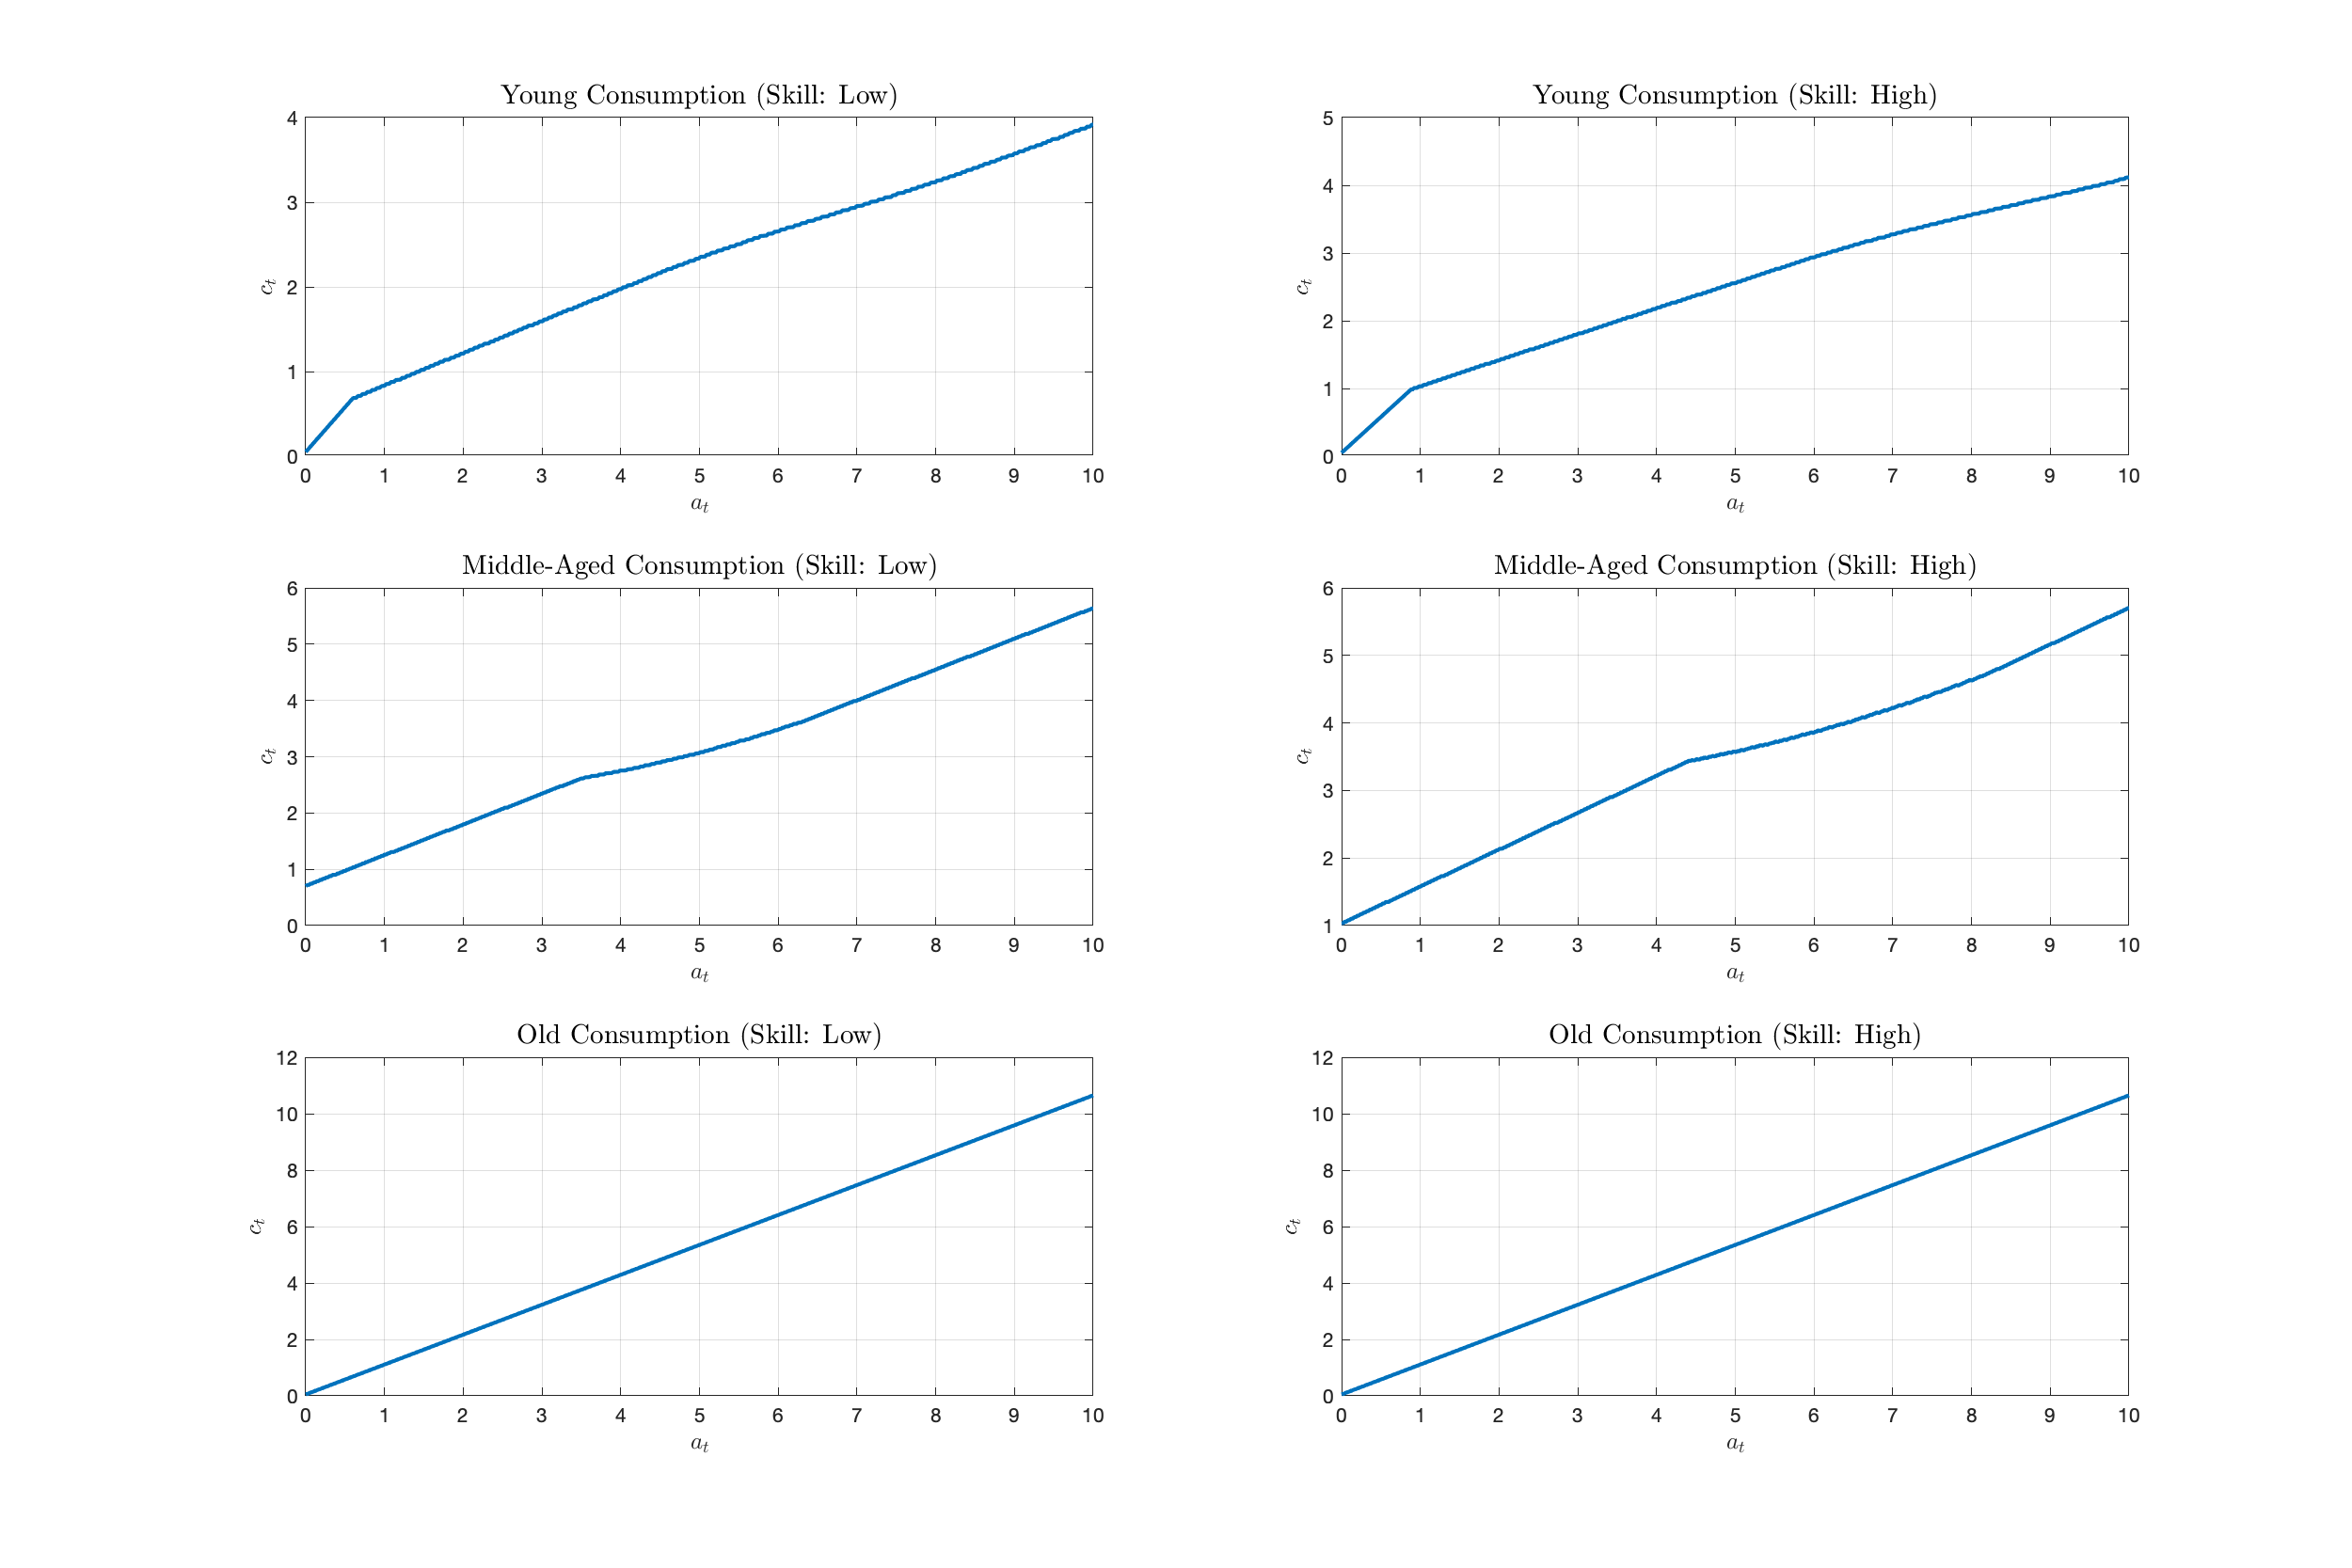 Young Consumption (Skill: Low)
4
3
2
1
0
c_t
0 1 2 3 4 5 6 7 8 9 10
a_t
Young Consumption (Skill: High)
5
4
3
2
1
0
c_t
0 1 2 3 4 5 6 7 8 9 10
a_t
Middle-Aged Consumption (Skill: Low)
6
5
4
3
2
1
0
c_t
0 1 2 3 4 5 6 7 8 9 10
a_t
Middle-Aged Consumption (Skill: High)
6
5
4
3
2
1
c_t
0 1 2 3 4 5 6 7 8 9 10
a_t
Old Consumption (Skill: Low)
12
10
8
6
4
2
0
c_t
0 1 2 3 4 5 6 7 8 9 10
a_t
Old Consumption (Skill: High)
12
10
8
6
4
2
0
c_t
0 1 2 3 4 5 6 7 8 9 10
a_t